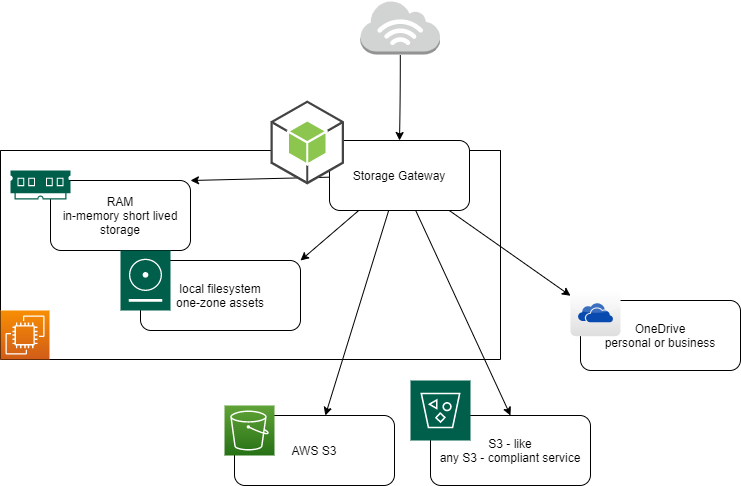 Storage Gateway
RAM
in-memory short lived
storage
local filesystem
one-zone assets
OneDrive
personal or business
AWS S3
S3 - like
any S3 - compliant service